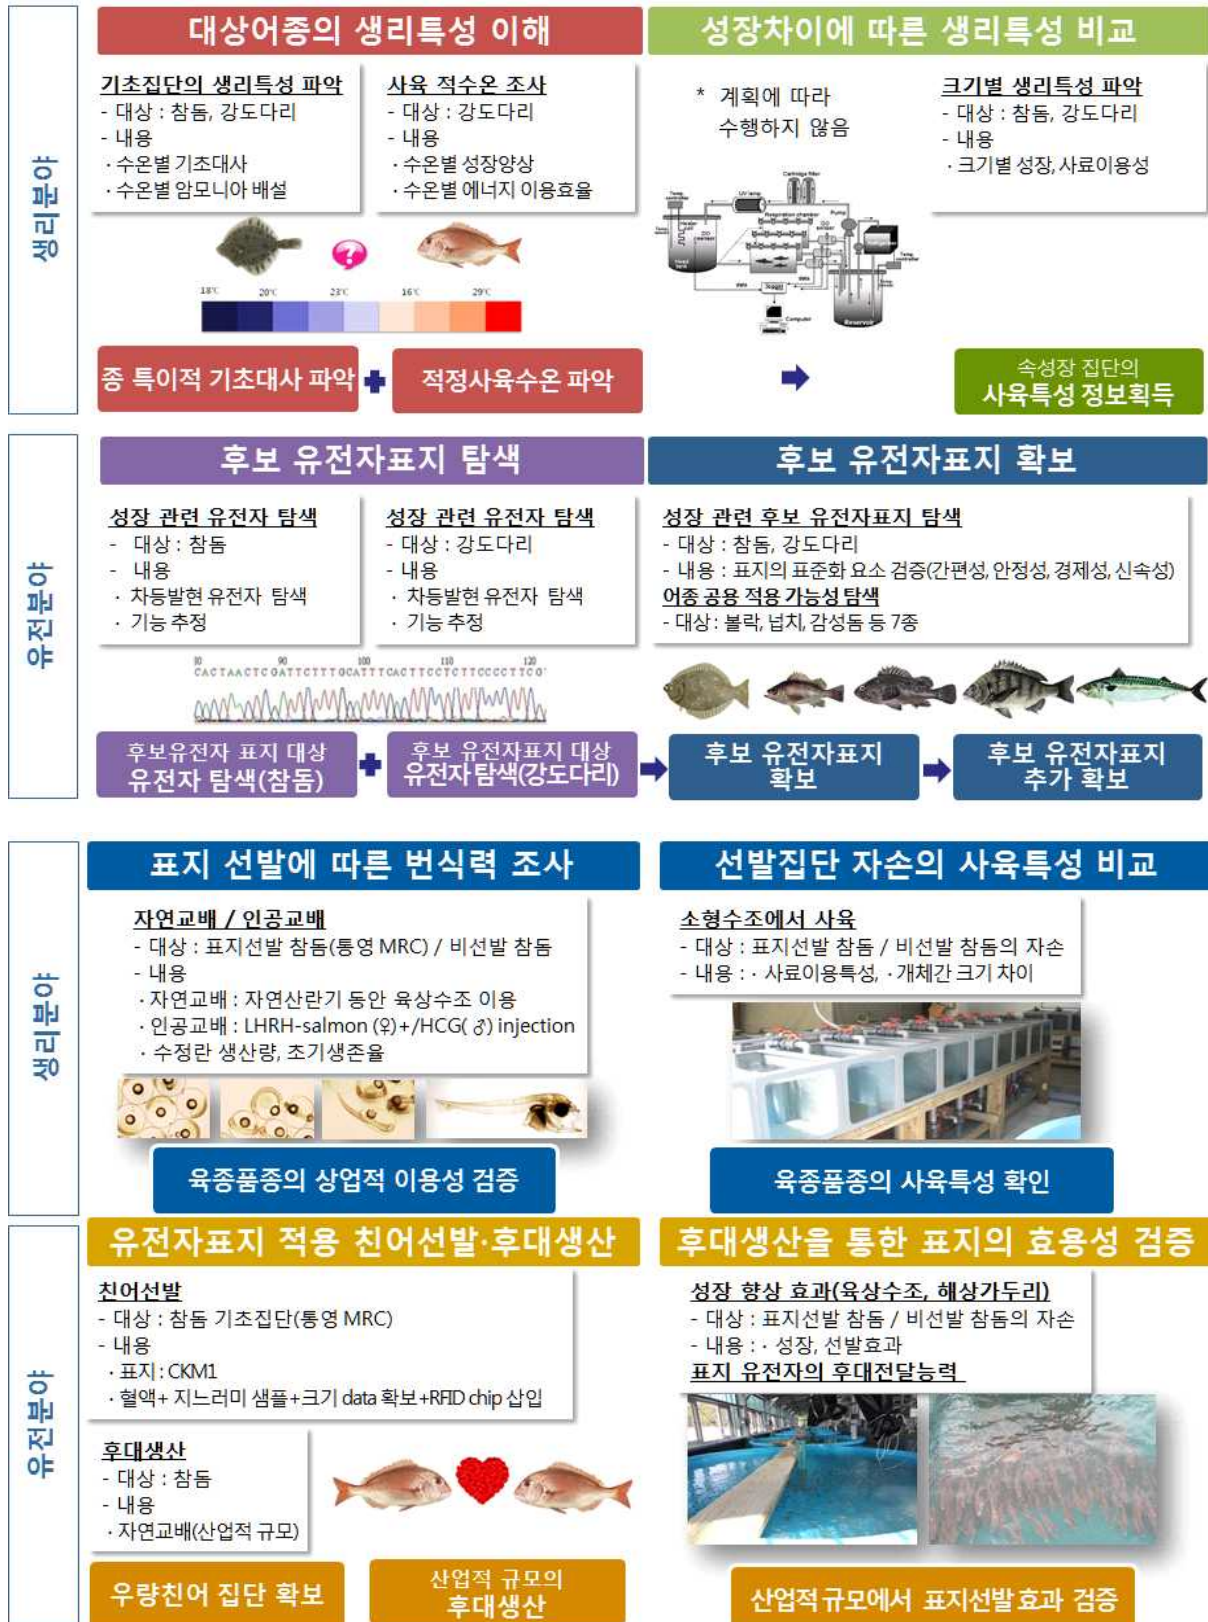 생리분야
대상어종의 생리특성 이해
기초집단의 생리특성 파악
- 대상 : 참돔, 강도다리
- 내용
· 수온별 기초대사
· 수온별 암모니아 배설
사육 적수온 조사
- 대상 : 강도다리
- 내용
· 수온별 성장양상
· 수온별 에너지 이용효율
?
18℃ 20℃ 23℃ 16℃ 29℃
종 특이적 기초대사 파악
적정사육수온 파악
성장차이에 따른 생리특성 비교
* 계획에 따라
수행하지 않음
Cartridge filter
UV lamp
Respiration chamber
Pump
Computer
Reservoir
크기별 생리특성 파악
- 대상 : 참돔, 강도다리
- 내용
· 크기별 성장, 사료이용성
속성장 집단의
사육특성 정보획득
유전분야
후보 유전자표지 탐색
성장 관련 유전자 탐색
- 대상 : 참돔
- 내용
· 차등발현 유전자 탐색
· 기능 추정
성장 관련 유전자 탐색
- 대상 : 강도다리
- 내용
· 차등발현 유전자 탐색
· 기능 추정
80 90 100 110 120
CACTAACTCGATTCTTTGCATTTCACTTCCTCTTCCCCTTCG
후보유전자 표지 대상
유전자 탐색(참돔)
후보 유전자표지 대상
유전자 탐색(강도다리)
후보 유전자표지 확보
성장 관련 후보 유전자표지 탐색
- 대상 : 참돔, 강도다리
- 내용 : 표지의 표준화 요소 검증(간편성, 안정성, 경제성, 신속성)
어종 공용 적용 가능성 탐색
- 대상 : 볼락, 넙치, 감성돔 등 7종
후보 유전자표지
확보
후보 유전자표지
추가 확보
생리분야
표지 선발에 따른 번식력 조사
자연교배 / 인공교배
- 대상 : 표지선발 참돔(통영 MRC) / 비선발 참돔
- 내용
· 자연교배 : 자연산란기 동안 육상수조 이용
· 인공교배 : LHRH-salmon (♀)+/HCG(♂) injection
· 수정란 생산량, 초기생존율
육종품종의 상업적 이용성 검증
선발집단 자손의 사육특성 비교
소형수조에서 사육
- 대상 : 표지선발 참돔 / 비선발 참돔의 자손
- 내용 : · 사료이용특성, · 개체간 크기 차이
육종품종의 사육특성 확인
유전분야
유전자표지 적용 친어선발·후대생산
친어선발
- 대상 : 참돔 기초집단(통영 MRC)
- 내용
· 표지 : CKM1
· 혈액+ 지느러미 샘플+크기 data 확보+RFID chip 삽입
후대생산
- 대상 : 참돔
- 내용
· 자연교배(산업적 규모)
우량친어 집단 확보
산업적 규모의
후대생산
후대생산을 통한 표지의 효용성 검증
성장 향상 효과(육상수조, 해상가두리)
- 대상 : 표지선발 참돔 / 비선발 참돔의 자손
- 내용 : · 성장, 선발효과
표지 유전자의 후대전달능력
산업적 규모에서 표지선발 효과 검증